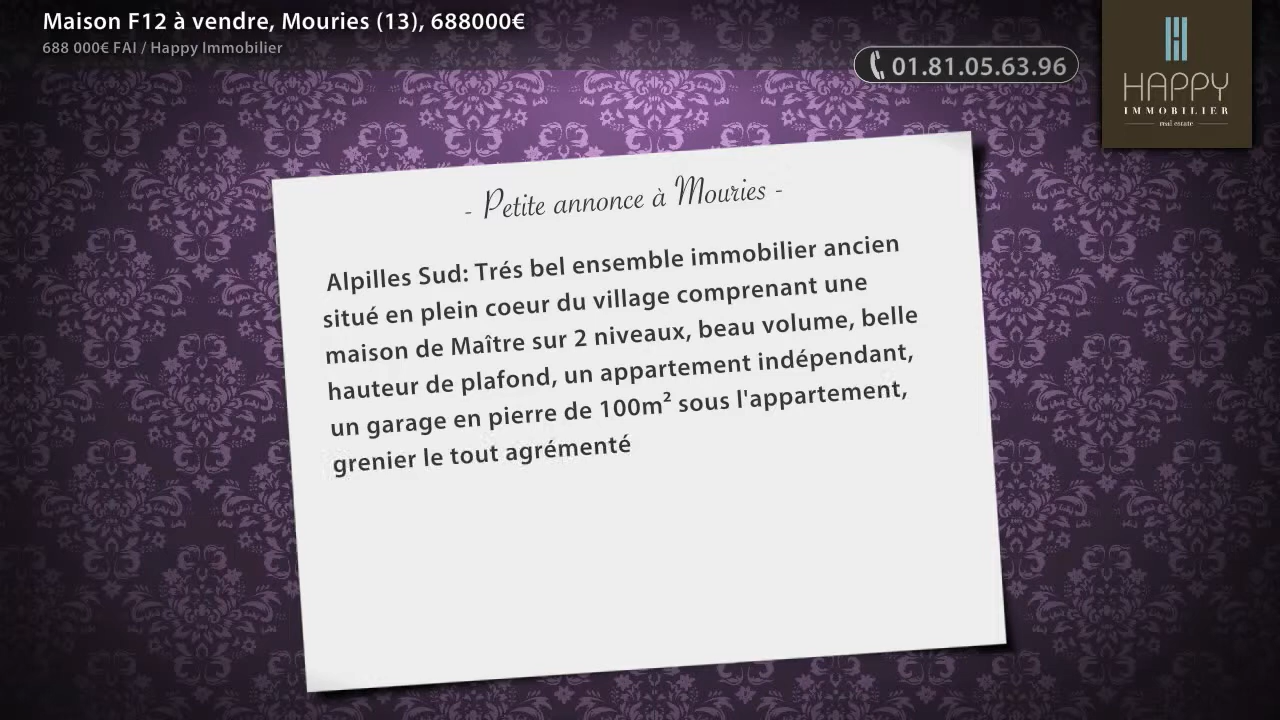 Maison F12 à vendre, Mouries (13), 688000€
688 000€ FAI / Happy Immobilier
01.81.05.63.96
HAPPY
IMMOBILIER
real estate
- Petite annonce à Mouries -
Alpilles Sud: Trés bel ensemble immobilier ancien
situé en plein coeur du village comprenant une
maison de Maître sur 2 niveaux, beau volume, belle
hauteur de plafond, un appartement indépendant,
un garage en pierre de 100m² sous l'appartement,
grenier le tout agrémenté